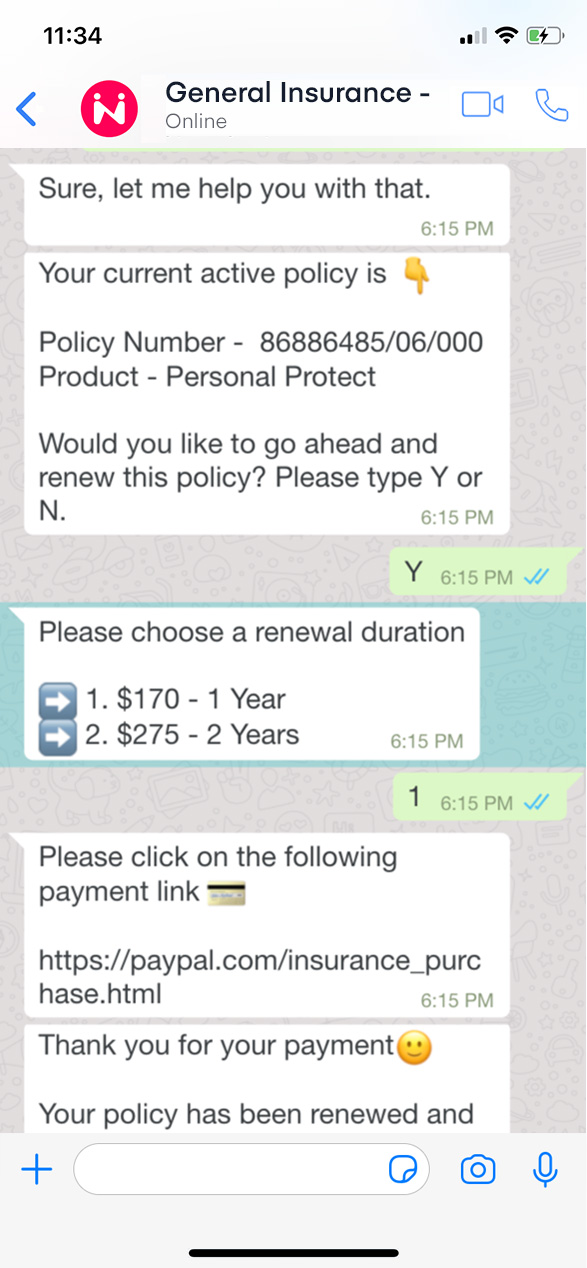 11:34
General Insurance -
Online
Sure, let me help you with that.
6:15 PM
Your current active policy is 👇
Policy Number - 86886485/06/000
Product - Personal Protect
Would you like to go ahead and
renew this policy? Please type Y or
N.
6:15 PM
Y 6:15 PM
Please choose a renewal duration
➡️ 1. $170 - 1 Year
➡️ 2. $275 - 2 Years
6:15 PM
1 6:15 PM
Please click on the following
payment link 💳
https://paypal.com/insurance_purc
hase.html
6:15 PM
Thank you for your payment🙂
Your policy has been renewed and